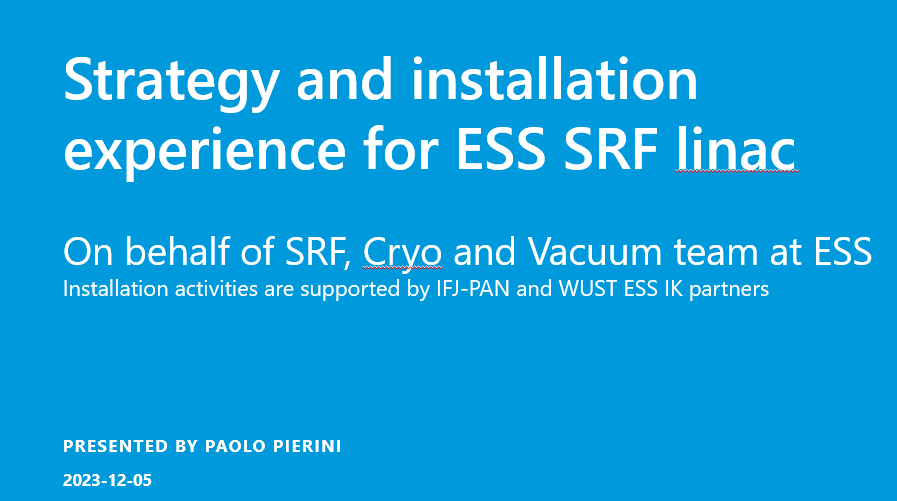 Strategy and installation
experience for ESS SRF linac
On behalf of SRF, Cryo and Vacuum team at ESS
Installation activities are supported by IFJ-PAN and WUST ESS IK partners
PRESENTED BY PAOLO PIERINI
2023-12-05